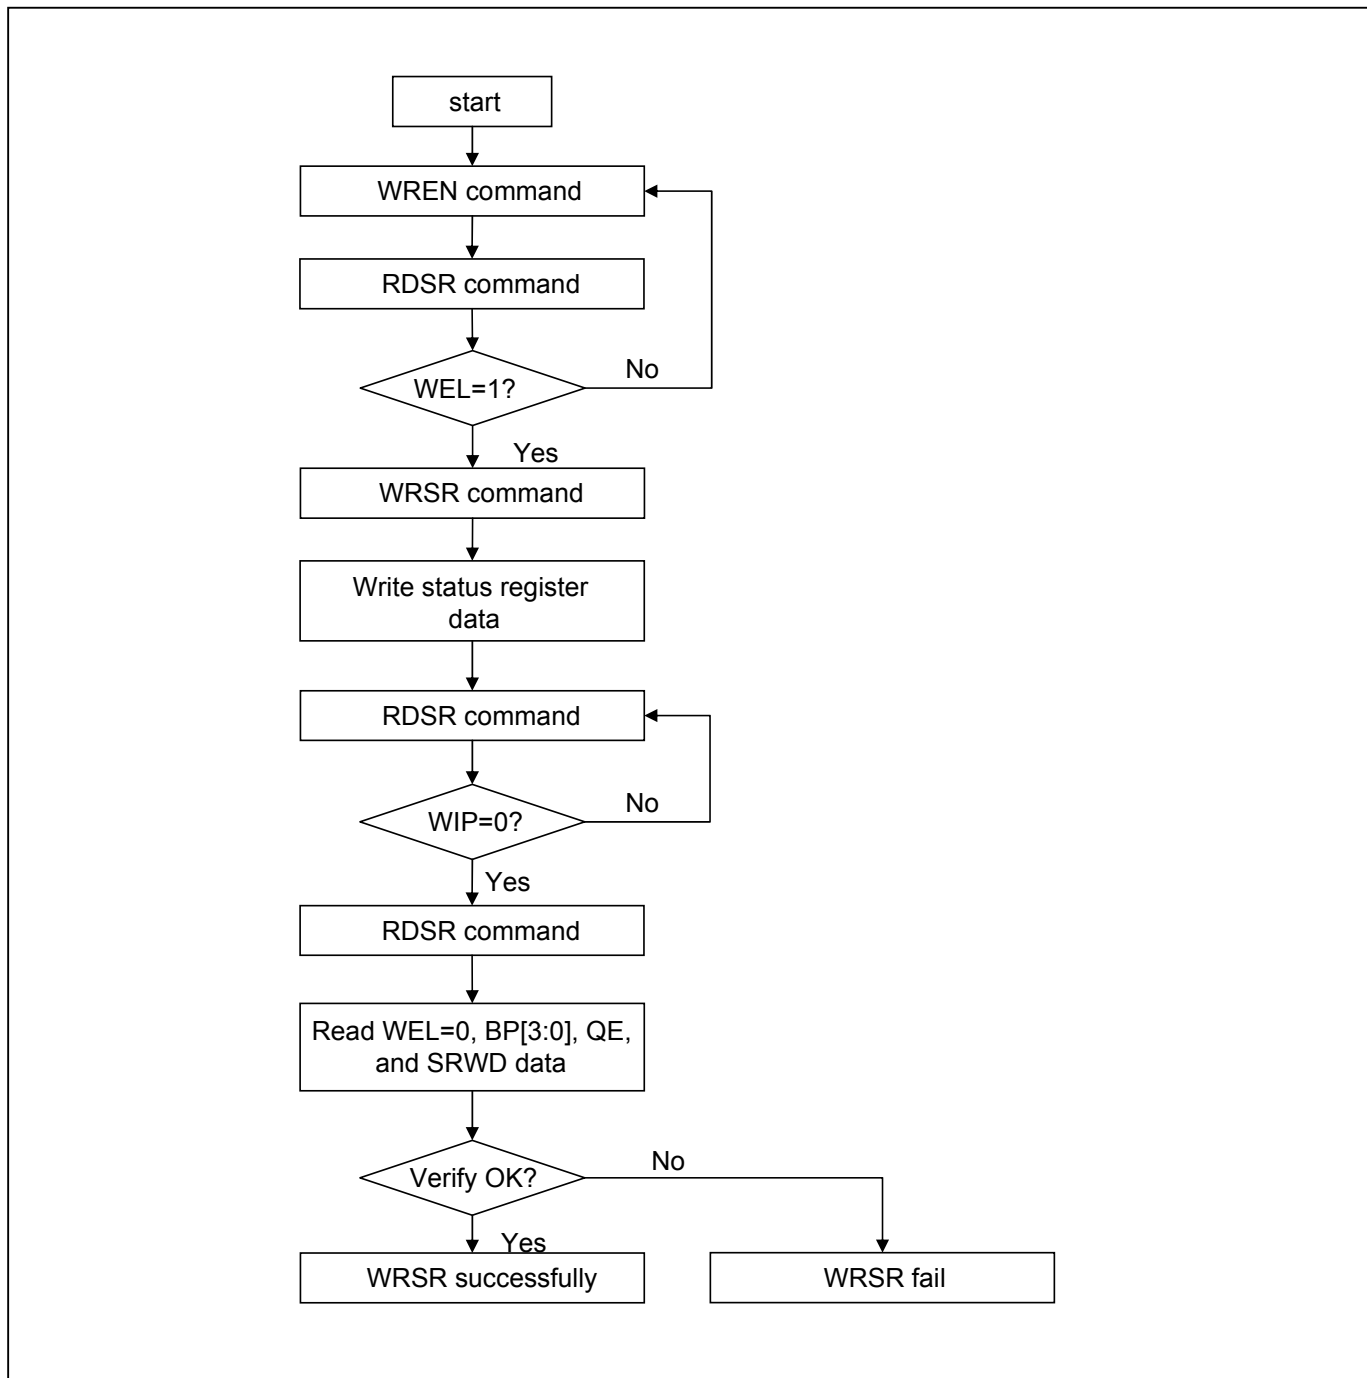 start
WREN command
RDSR command
WEL=1?
No
Yes
WRSR command
Write status register
data
RDSR command
WIP=0?
No
Yes
RDSR command
Read WEL=0, BP[3:0], QE,
and SRWD data
Verify OK?
No
Yes
WRSR successfully
WRSR fail